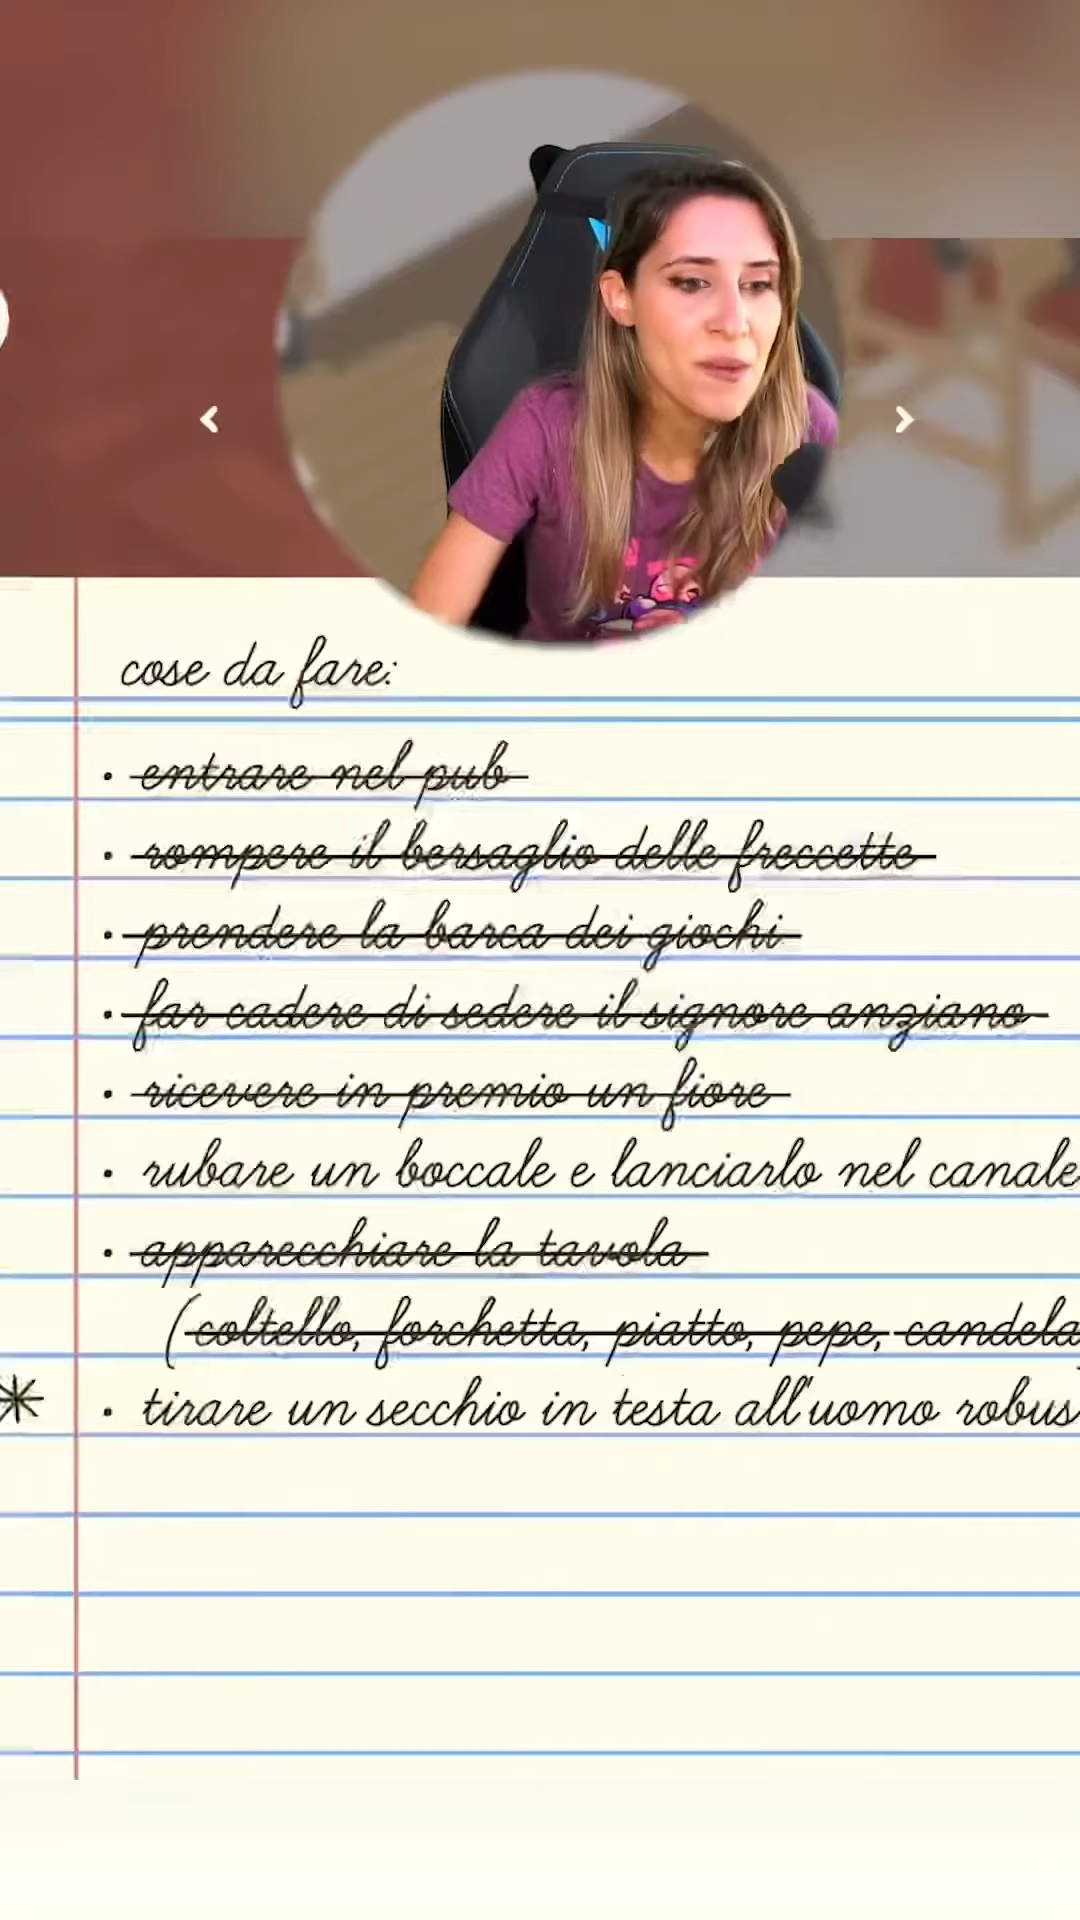 cose da fare:
• entrare nel pub
• rompere il bersaglio delle freccette
• prendere la barca dei giochi
• far cadere di sedere il signore anziano
• ricevere in premio un fiore
• rubare un boccale e lanciarlo nel canale
• apparecchiare la tavola
(coltello, forchetta, piatto, pepe, candela
• tirare un secchio in testa all'uomo robus